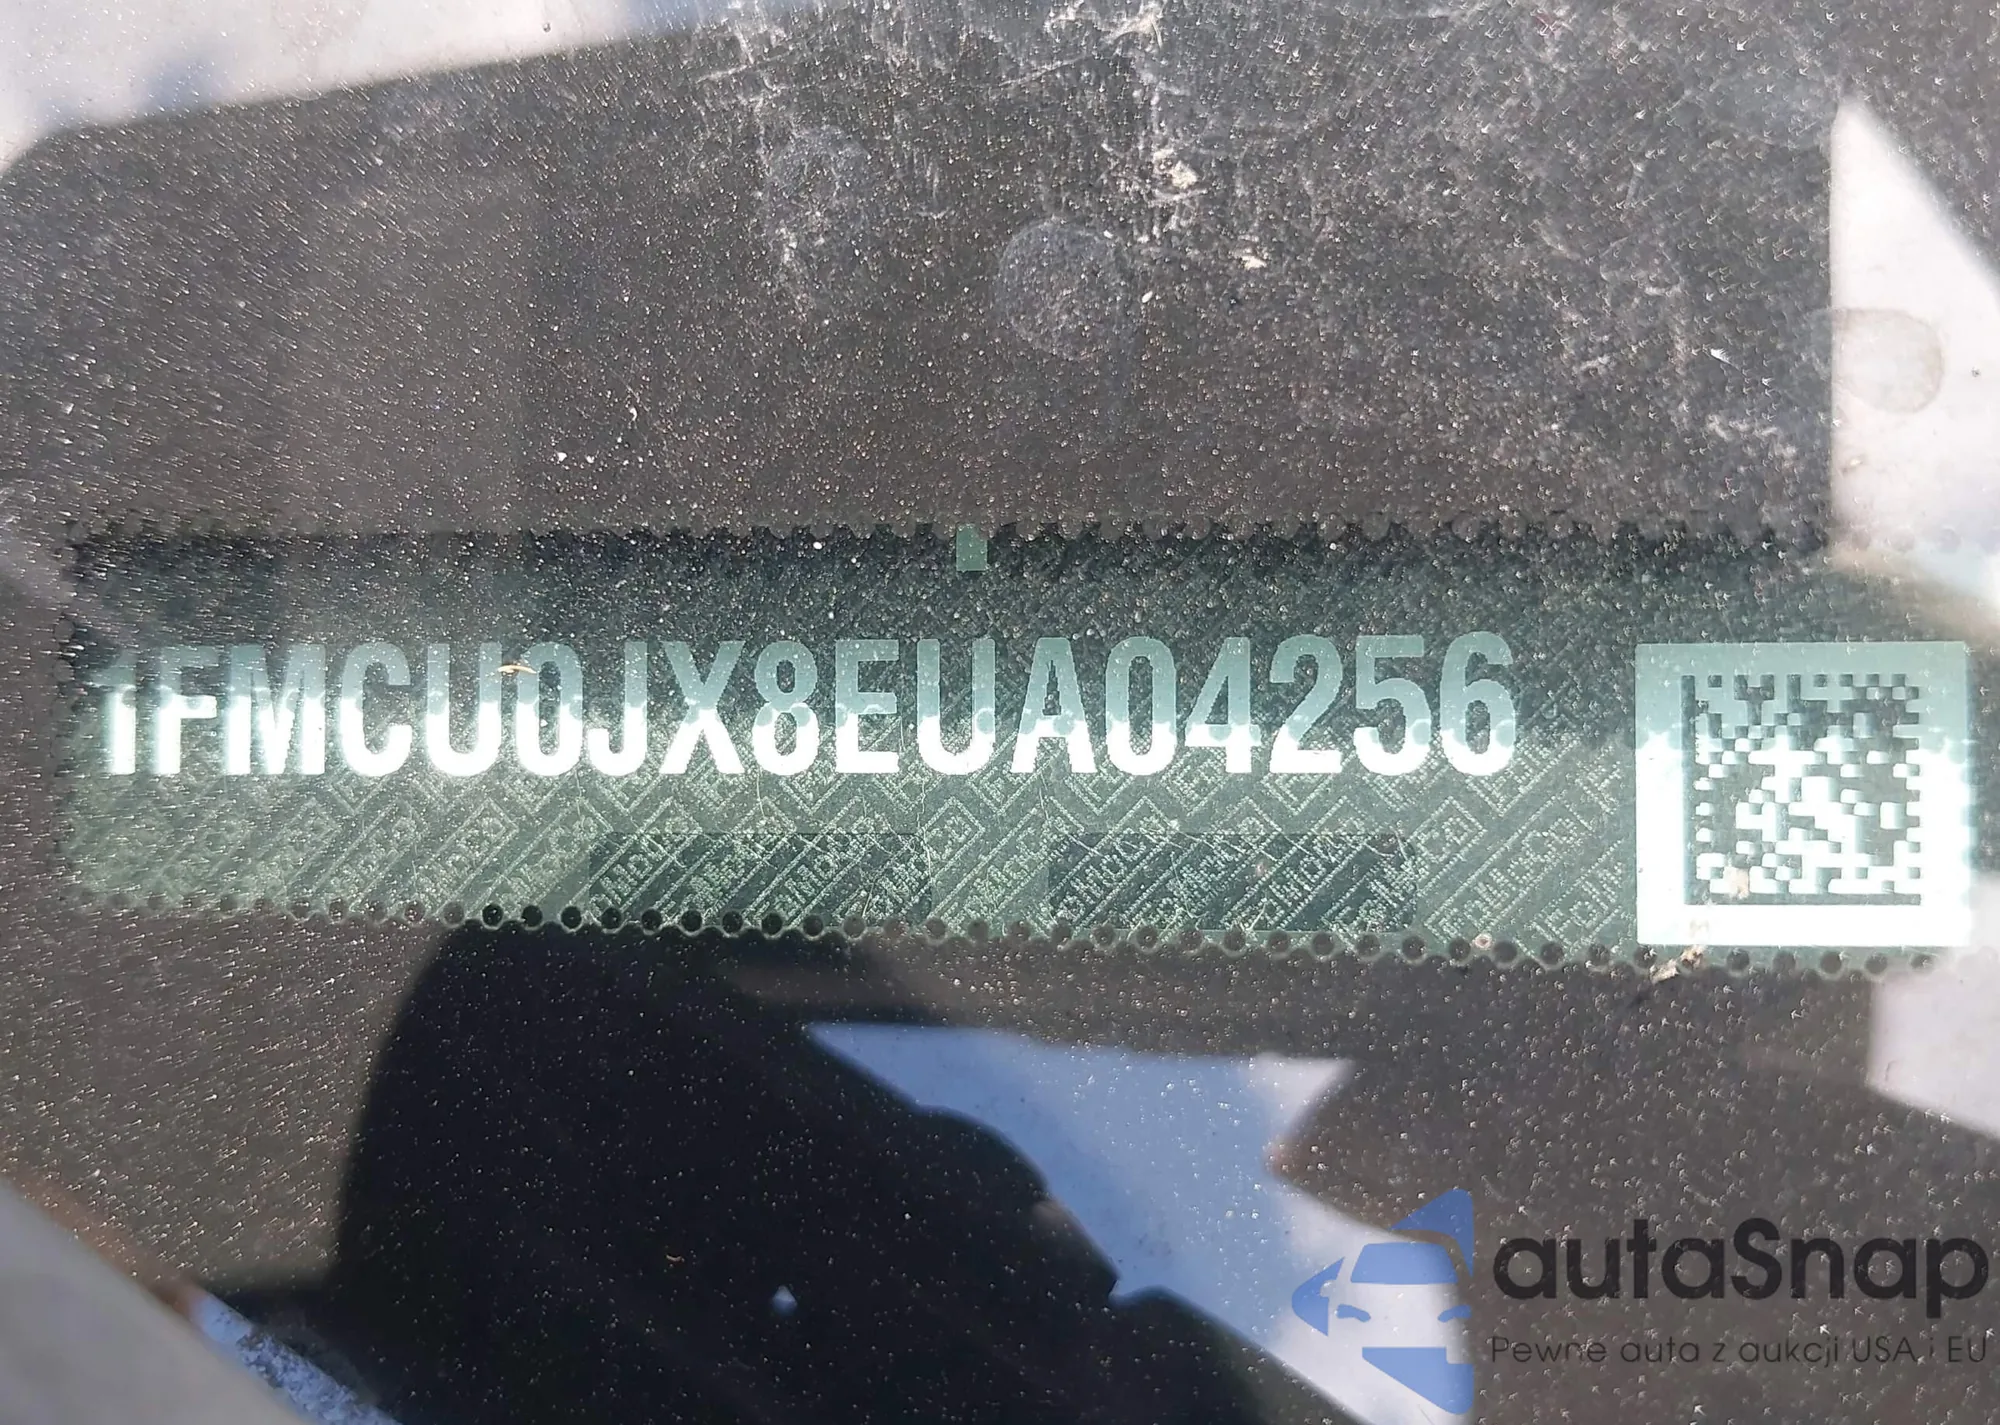 1FMCU0JX8EUA04256
autaSnap
Pewne auta z aukcji USA i EU